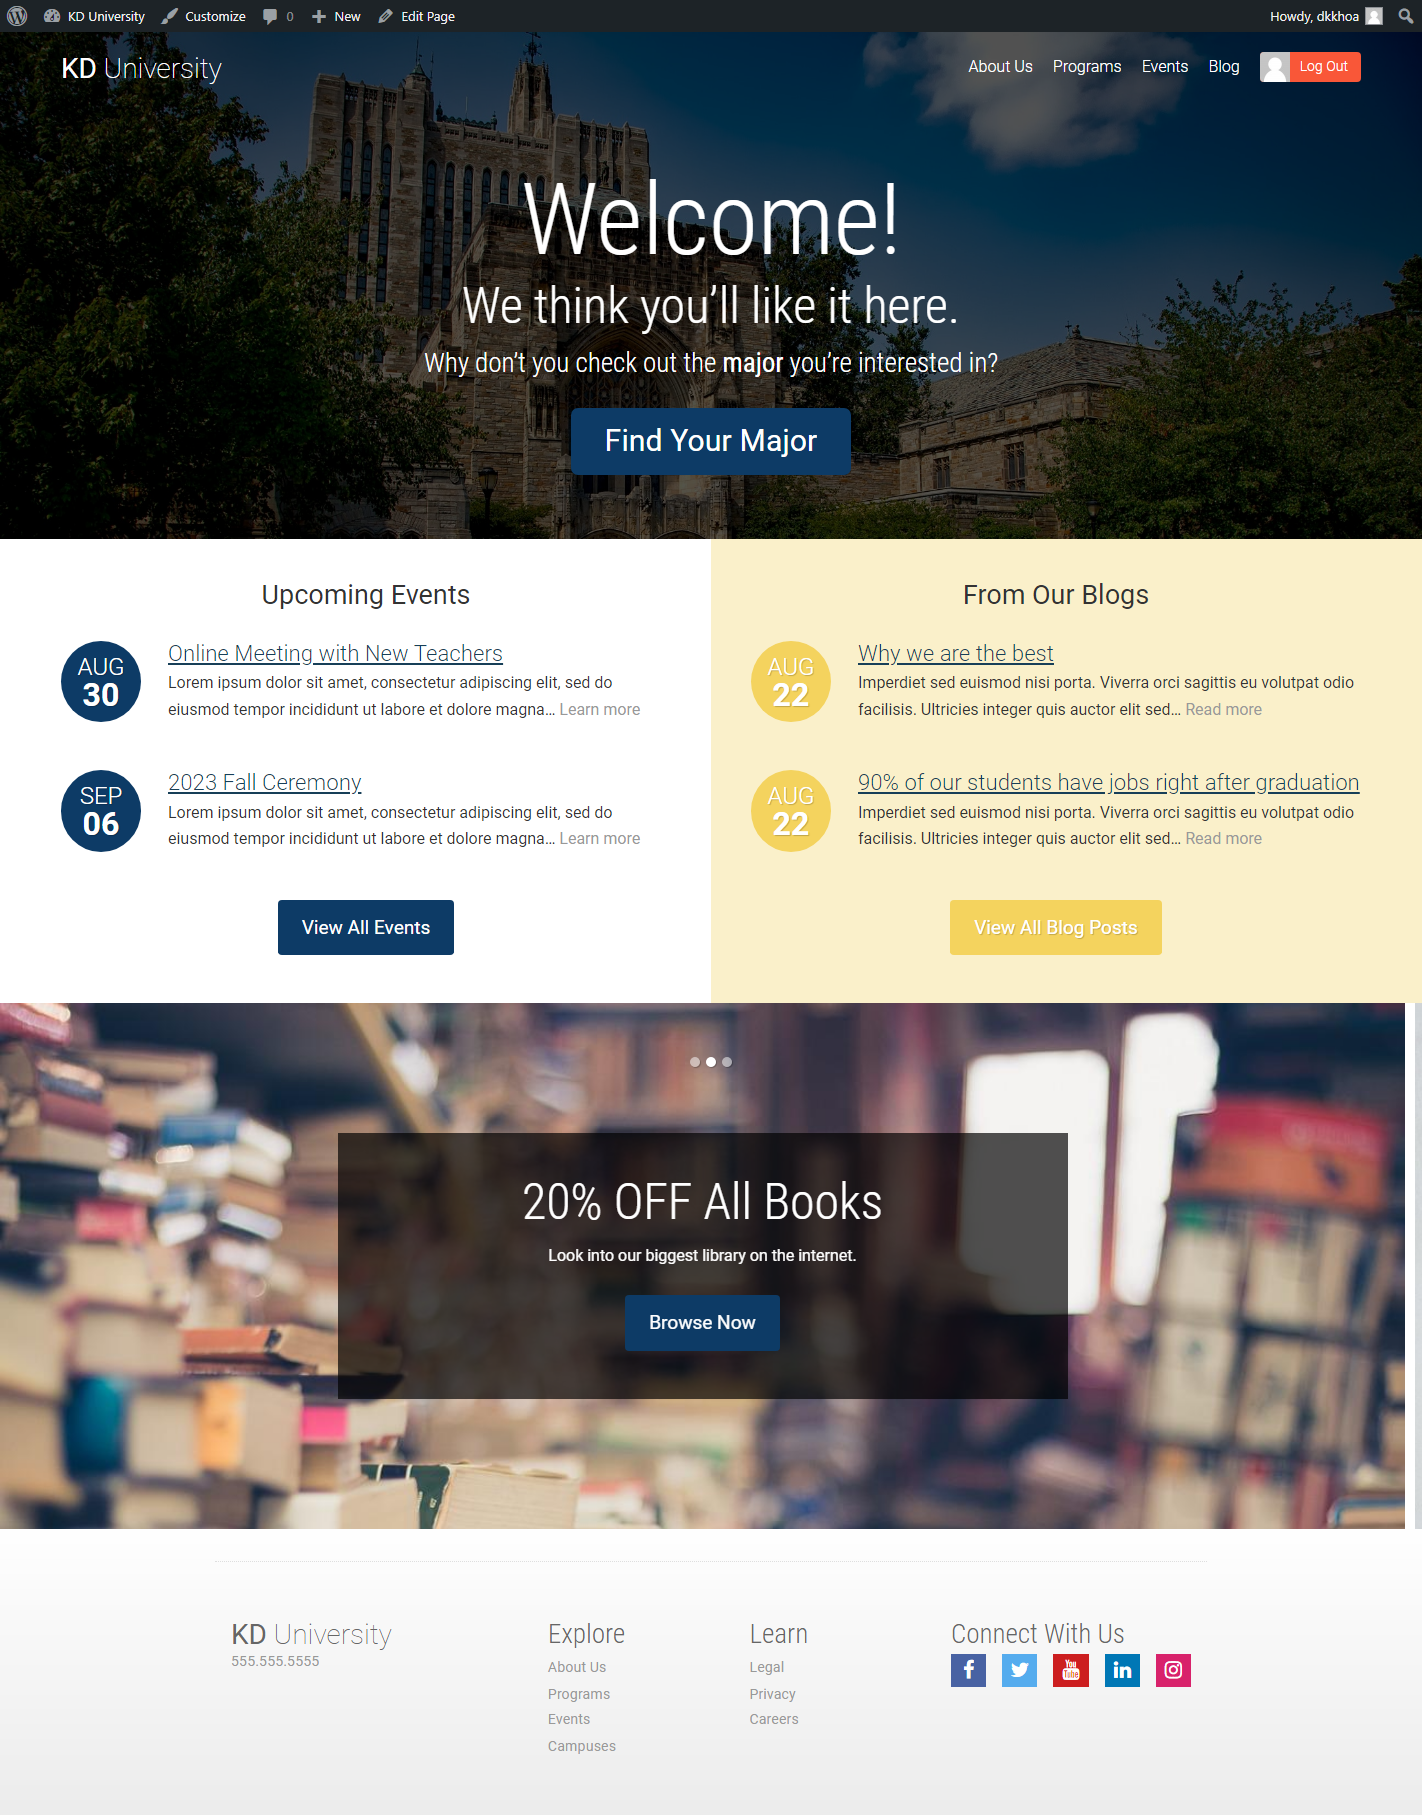 KD University
Customize
0
New
Edit Page
Howdy, dkkhoa
KD University
About Us
Programs
Events
Blog
Log Out
Welcome!
We think you’ll like it here.
Why don’t you check out the major you’re interested in?
Find Your Major
Upcoming Events
AUG
30
Online Meeting with New Teachers
Lorem ipsum dolor sit amet, consectetur adipiscing elit, sed do
eiusmod tempor incididunt ut labore et dolore magna... Learn more
SEP
06
2023 Fall Ceremony
Lorem ipsum dolor sit amet, consectetur adipiscing elit, sed do
eiusmod tempor incididunt ut labore et dolore magna... Learn more
View All Events
From Our Blogs
AUG
22
Why we are the best
Imperdiet sed euismod nisi porta. Viverra orci sagittis eu volutpat odio
facilisis. Ultricies integer quis auctor elit sed... Read more
AUG
22
90% of our students have jobs right after graduation
Imperdiet sed euismod nisi porta. Viverra orci sagittis eu volutpat odio
facilisis. Ultricies integer quis auctor elit sed... Read more
View All Blog Posts
20% OFF All Books
Look into our biggest library on the internet.
Browse Now
KD University
555.555.5555
Explore
About Us
Programs
Events
Campuses
Learn
Legal
Privacy
Careers
Connect With Us
You
Tube